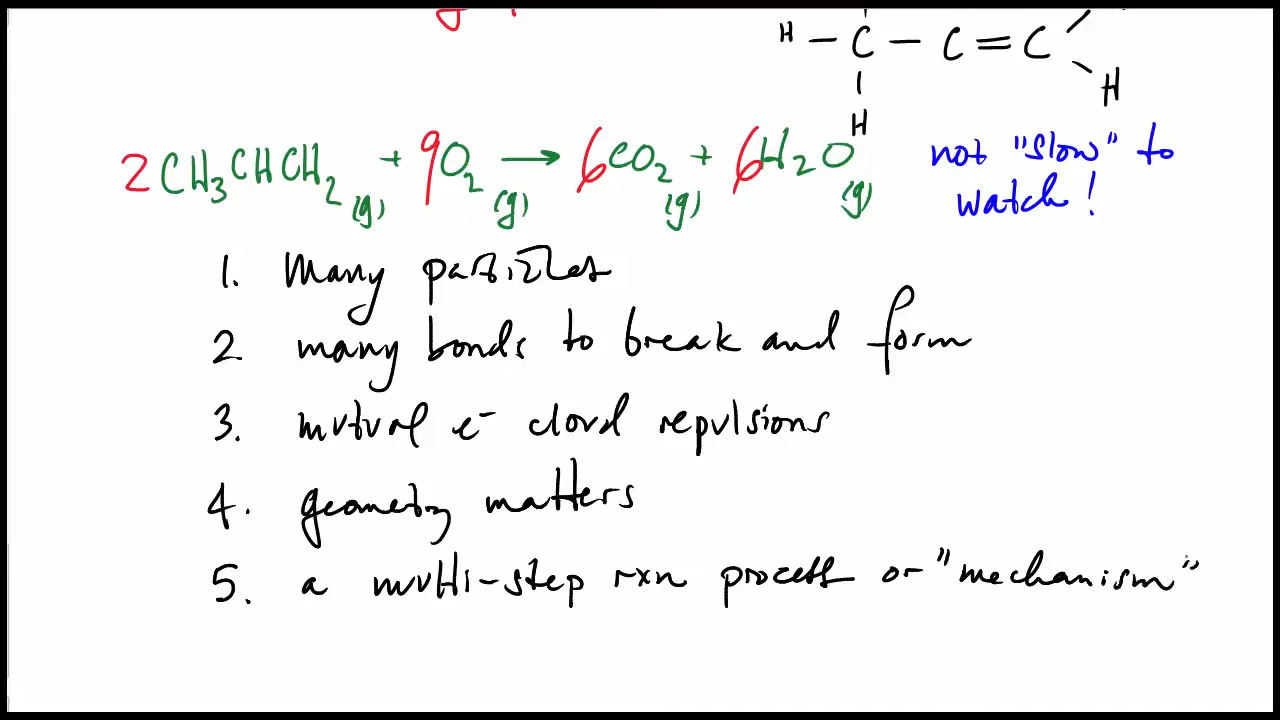 H – C – C = C
H
H
2CH₃CHCH₂(g) + 9O₂(g) → 6CO₂(g) + 6H₂O(g)
not "slow" to
watch!
1. Many particles
2 many bonds to break and form
3. mutual e⁻ cloud repulsions
4. geometry matters
5. a multi-step rxn process or "mechanism"